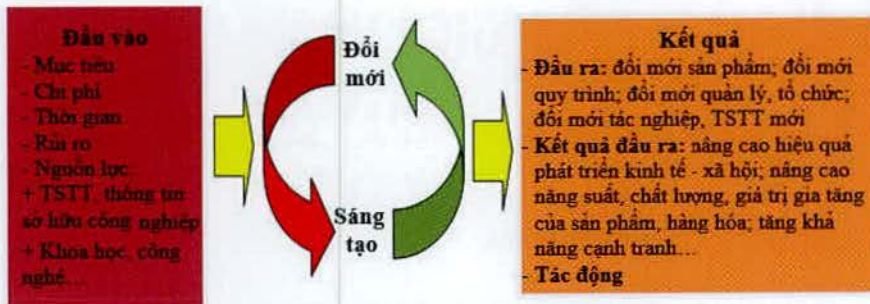 Đầu vào
- Mục tiêu
- Chi phí
- Thời gian
- Rủi ro
- Nguồn lực:
+ TSTT, thông tin
sở hữu công nghiệp
+ Khoa học, công
nghệ…
Đổi
mới
Sáng
tạo
Kết quả
- Đầu ra: đổi mới sản phẩm; đổi mới
quy trình; đổi mới quản lý, tổ chức;
đổi mới tác nghiệp, TSTT mới
- Kết quả đầu ra: nâng cao hiệu quả
phát triển kinh tế - xã hội; nâng cao
năng suất, chất lượng, giá trị gia tăng
của sản phẩm, hàng hóa; tăng khả
năng cạnh tranh…
- Tác động